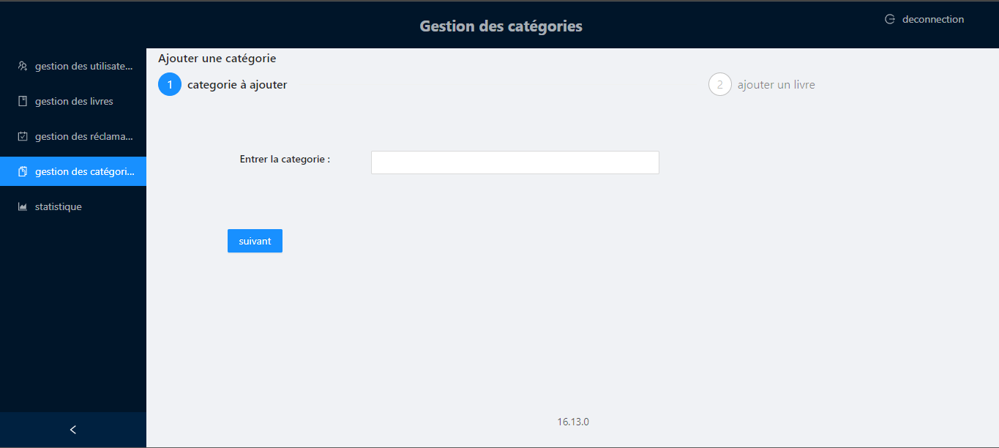 Gestion des catégories
deconnection
gestion des utilisate...
gestion des livres
gestion des réclama...
gestion des catégori...
statistique
Ajouter une catégorie
1 categorie à ajouter
2 ajouter un livre
Entrer la categorie :
suivant
16.13.0